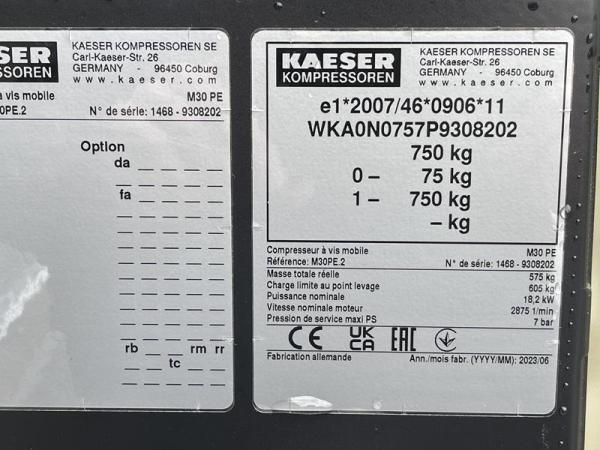 KAESER
KOMPRESSOREN
KAESER KOMPRESSOREN SE
Carl-Kaeser-Str. 26
GERMANY - 96450 Coburg
www.kaeser.com
à vis mobile M30 PE
0PE.2 N° de série: 1468 - 9308202
Option
da _ _ _ _
fa _ _ _ _
rb _ _ rm rr
tc _ _ _
KAESER
KOMPRESSOREN
KAESER KOMPRESSOREN SE
Carl-Kaeser-Str. 26
GERMANY - 96450 Coburg
www.kaeser.com
e1*2007/46*0906*11
WKA0N0757P9308202
750 kg
0 – 75 kg
1 – 750 kg
– kg
Compresseur à vis mobile M30 PE
Référence: M30PE.2 N° de série: 1468 - 9308202
Masse totale réelle 575 kg
Charge limite au point levage 605 kg
Puissance nominale 18,2 kW
Vitesse nominale moteur 2875 1/min
Pression de service maxi PS 7 bar
CE UK CA EAC
Fabrication allemande Ann./mois fabr. (YYYY/MM): 2023/06